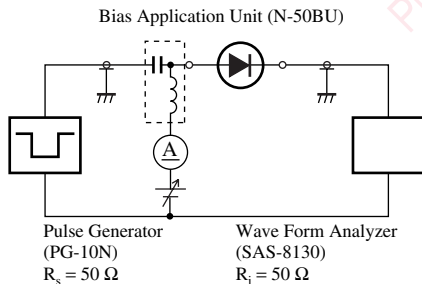 Bias Application Unit (N-50BU)
A
Pulse Generator
(PG-10N)
Rs = 50 Ω
Wave Form Analyzer
(SAS-8130)
Ri = 50 Ω